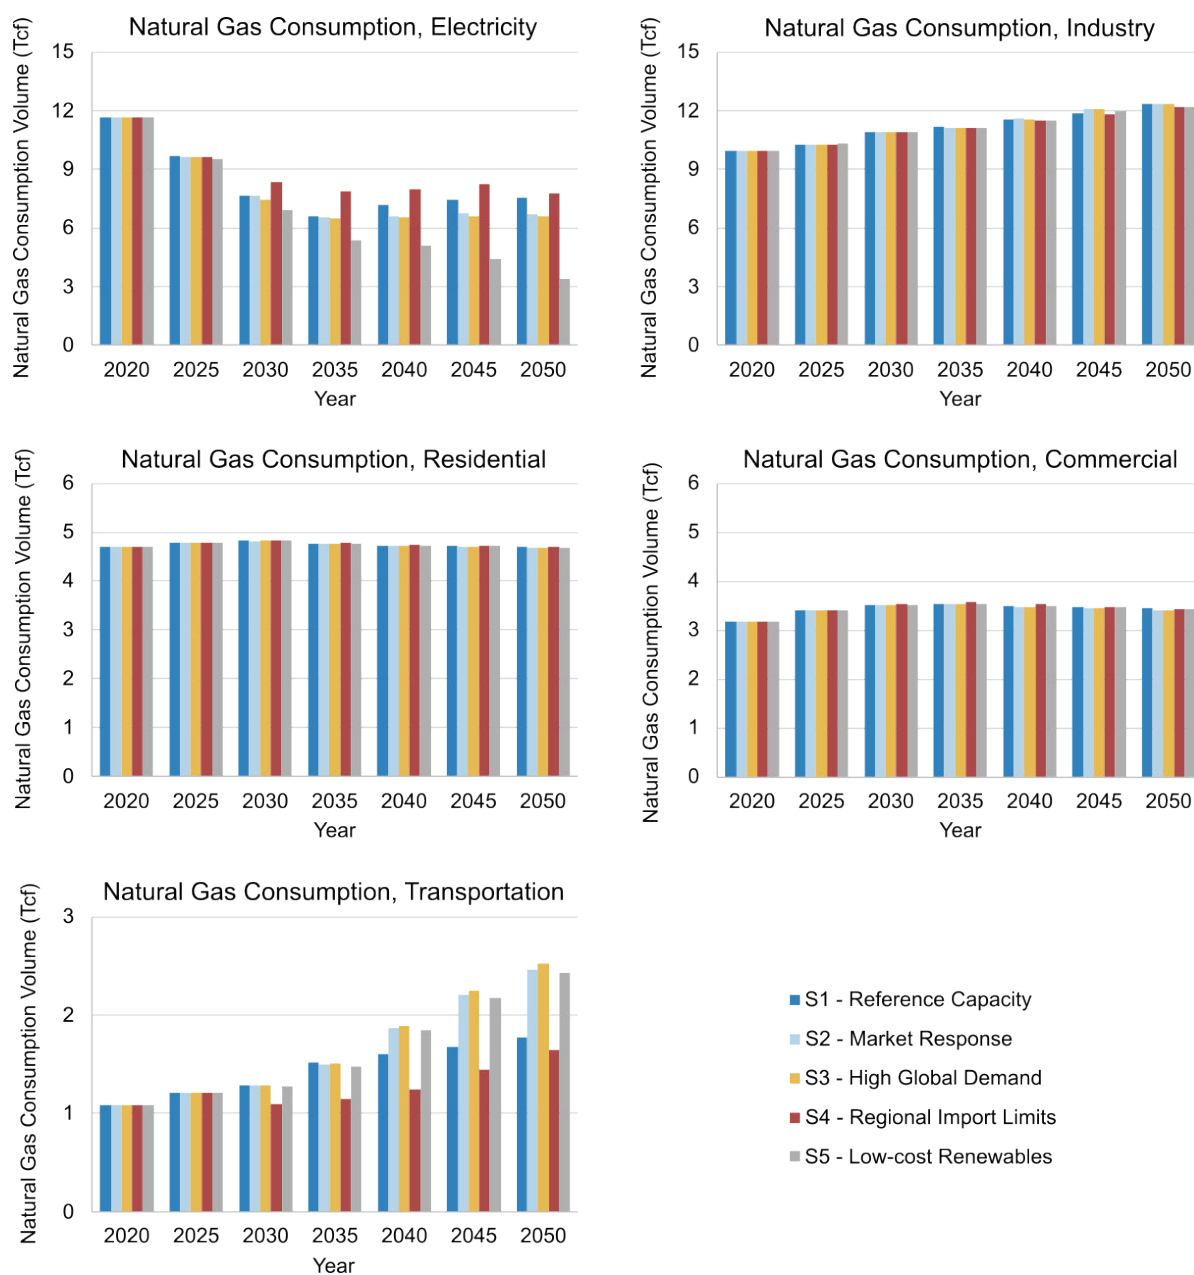 Natural Gas Consumption, Electricity
Natural Gas Consumption Volume (Tcf)
15
12
9
6
3
0
2020 2025 2030 2035 2040 2045 2050
Year
Natural Gas Consumption, Industry
Natural Gas Consumption Volume (Tcf)
15
12
9
6
3
0
2020 2025 2030 2035 2040 2045 2050
Year
Natural Gas Consumption, Residential
Natural Gas Consumption Volume (Tcf)
6
5
4
3
2
1
0
2020 2025 2030 2035 2040 2045 2050
Year
Natural Gas Consumption, Commercial
Natural Gas Consumption Volume (Tcf)
6
5
4
3
2
1
0
2020 2025 2030 2035 2040 2045 2050
Year
Natural Gas Consumption, Transportation
Natural Gas Consumption Volume (Tcf)
3
2
1
0
2020 2025 2030 2035 2040 2045 2050
Year
S1 - Reference Capacity
S2 - Market Response
S3 - High Global Demand
S4 - Regional Import Limits
S5 - Low-cost Renewables